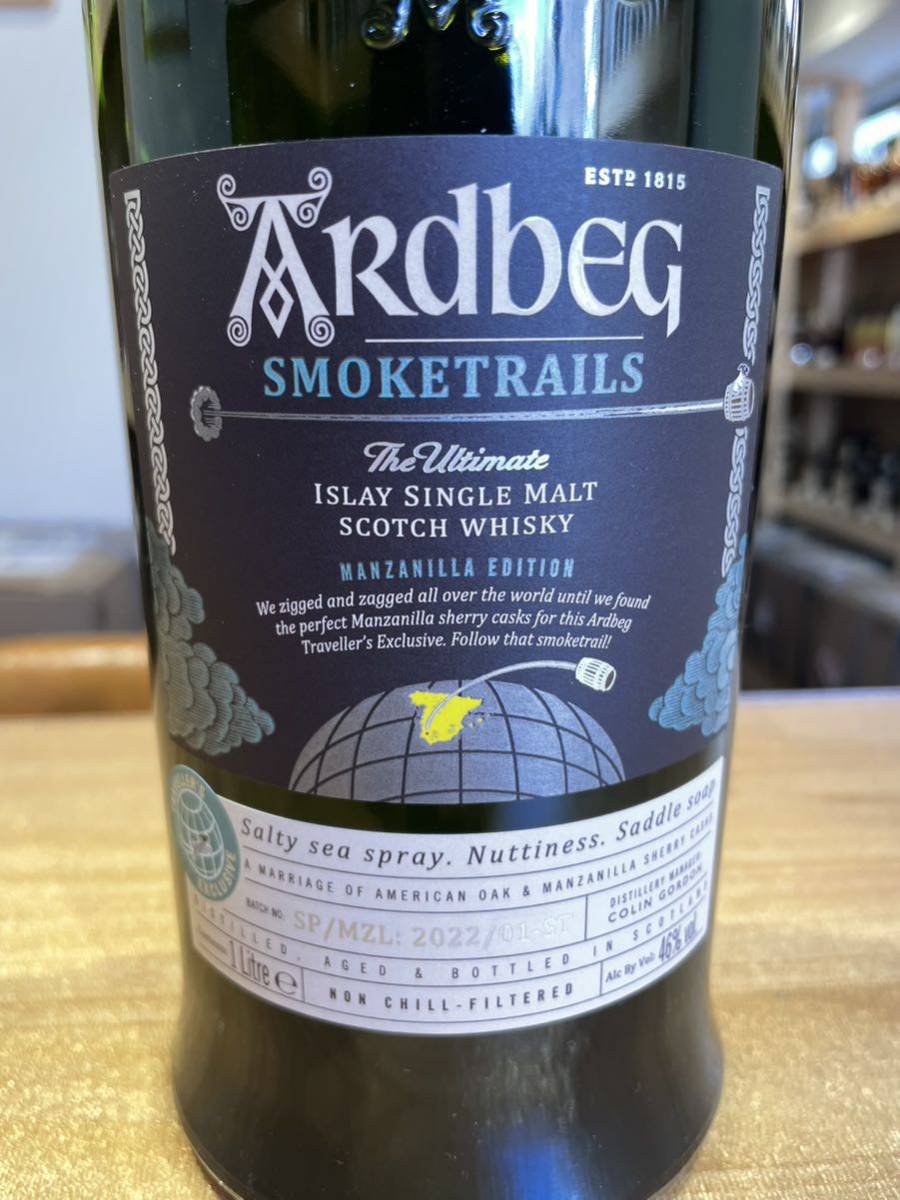 ESTD 1815
ARDBEG
SMOKETRAILS
The Ultimate
ISLAY SINGLE MALT
SCOTCH WHISKY
MANZANILLA EDITION
We zigged and zagged all over the world until we found
the perfect Manzanilla sherry casks for this Ardbeg
Traveller's Exclusive. Follow that smoketrail!
EXCLUSIVE
Salty sea spray. Nuttiness. Saddle soap
A MARRIAGE OF AMERICAN OAK & MANZANILLA SHERRY CASKS
BATCH NO: SP/MZL: 2022/01-ST
DISTILLERY MANAGER:
COLIN GORDON
DISTILLED, AGED & BOTTLED IN SCOTLAND
1 Litre e
NON CHILL-FILTERED
Alc By Vol: 46% vol